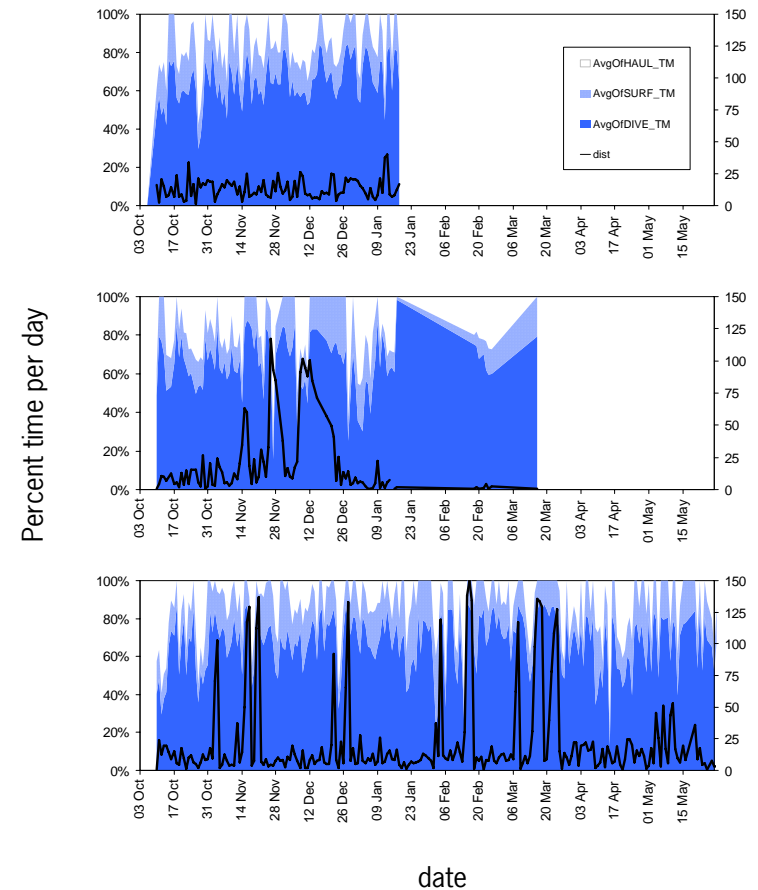 100%
80%
60%
40%
20%
0%
150
125
100
75
50
25
0
AvgOfHAUL_TM
AvgOfSURF_TM
AvgOfDIVE_TM
dist
03 Oct
17 Oct
31 Oct
14 Nov
28 Nov
12 Dec
26 Dec
09 Jan
23 Jan
06 Feb
20 Feb
06 Mar
20 Mar
03 Apr
17 Apr
01 May
15 May
Percent time per day
100%
80%
60%
40%
20%
0%
150
125
100
75
50
25
0
03 Oct
17 Oct
31 Oct
14 Nov
28 Nov
12 Dec
26 Dec
09 Jan
23 Jan
06 Feb
20 Feb
06 Mar
20 Mar
03 Apr
17 Apr
01 May
15 May
100%
80%
60%
40%
20%
0%
150
125
100
75
50
25
0
03 Oct
17 Oct
31 Oct
14 Nov
28 Nov
12 Dec
26 Dec
09 Jan
23 Jan
06 Feb
20 Feb
06 Mar
20 Mar
03 Apr
17 Apr
01 May
15 May
date